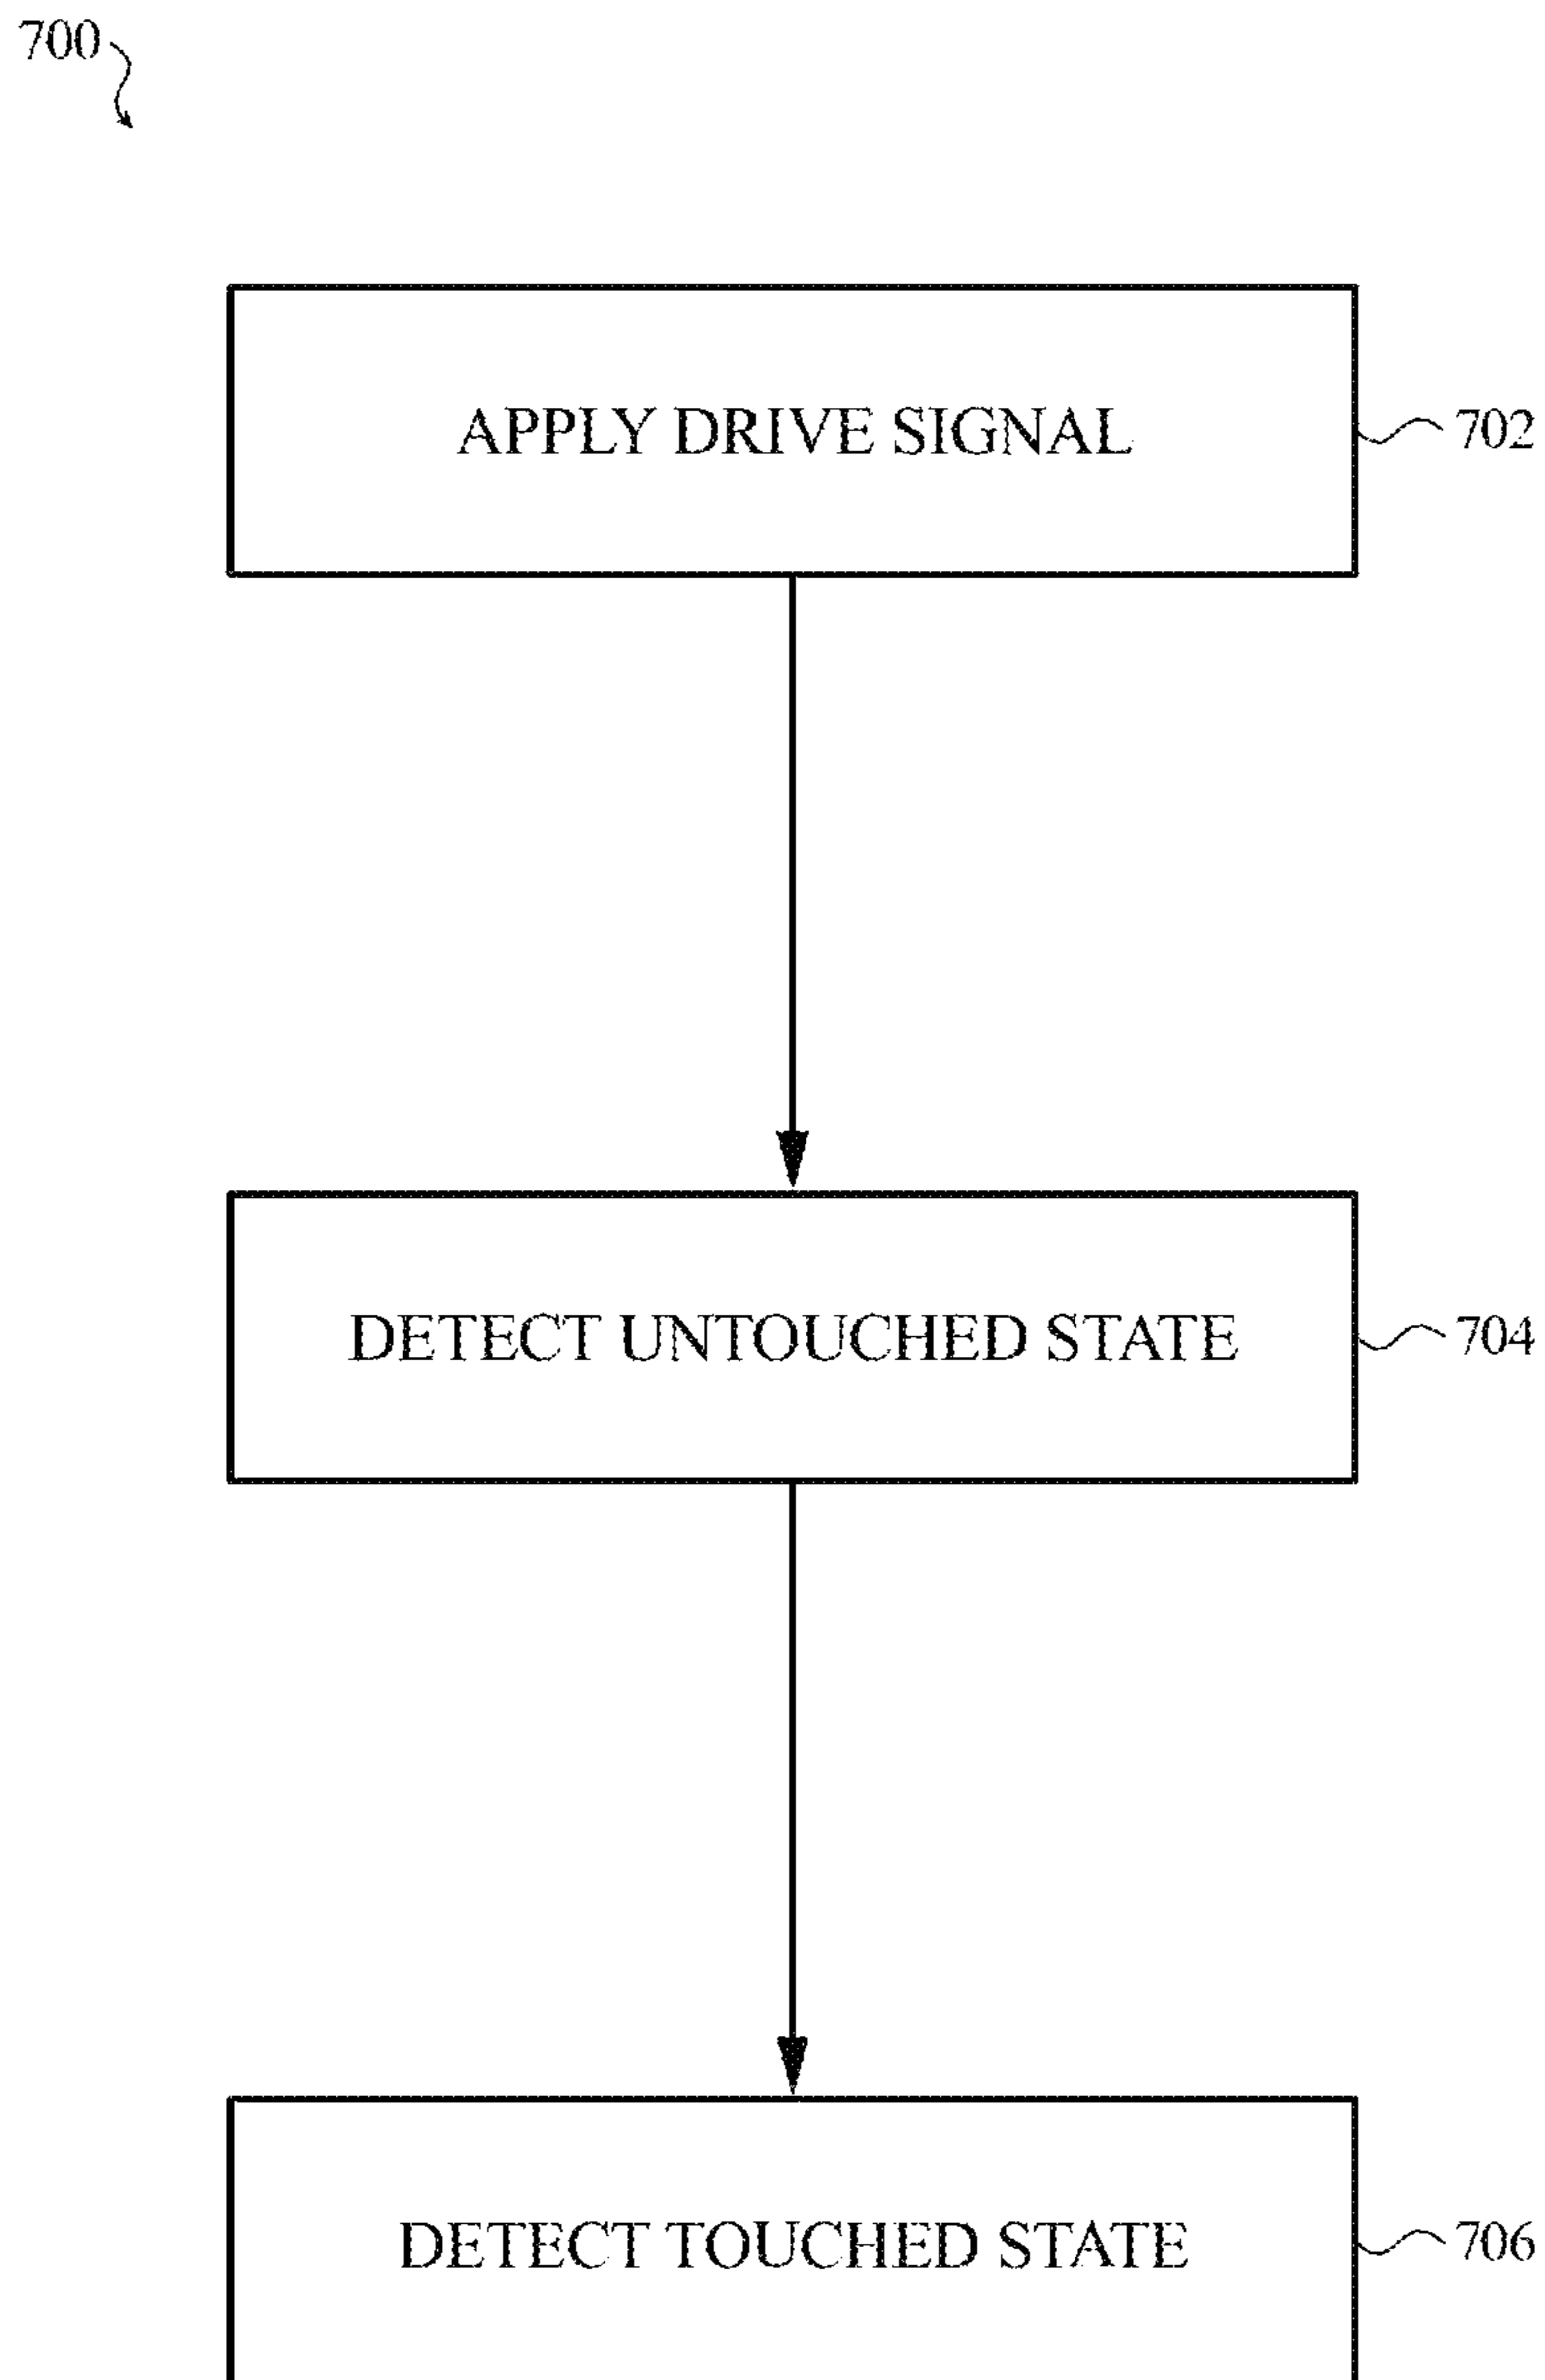 700
APPLY DRIVE SIGNAL
702
DETECT UNTOUCHED STATE
704
DETECT TOUCHED STATE
706